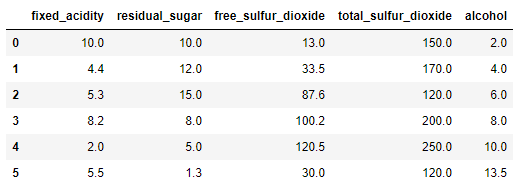 fixed_acidity residual_sugar free_sulfur_dioxide total_sulfur_dioxide alcohol
0 10.0 10.0 13.0 150.0 2.0
1 4.4 12.0 33.5 170.0 4.0
2 5.3 15.0 87.6 120.0 6.0
3 8.2 8.0 100.2 200.0 8.0
4 2.0 5.0 120.5 250.0 10.0
5 5.5 1.3 30.0 120.0 13.5